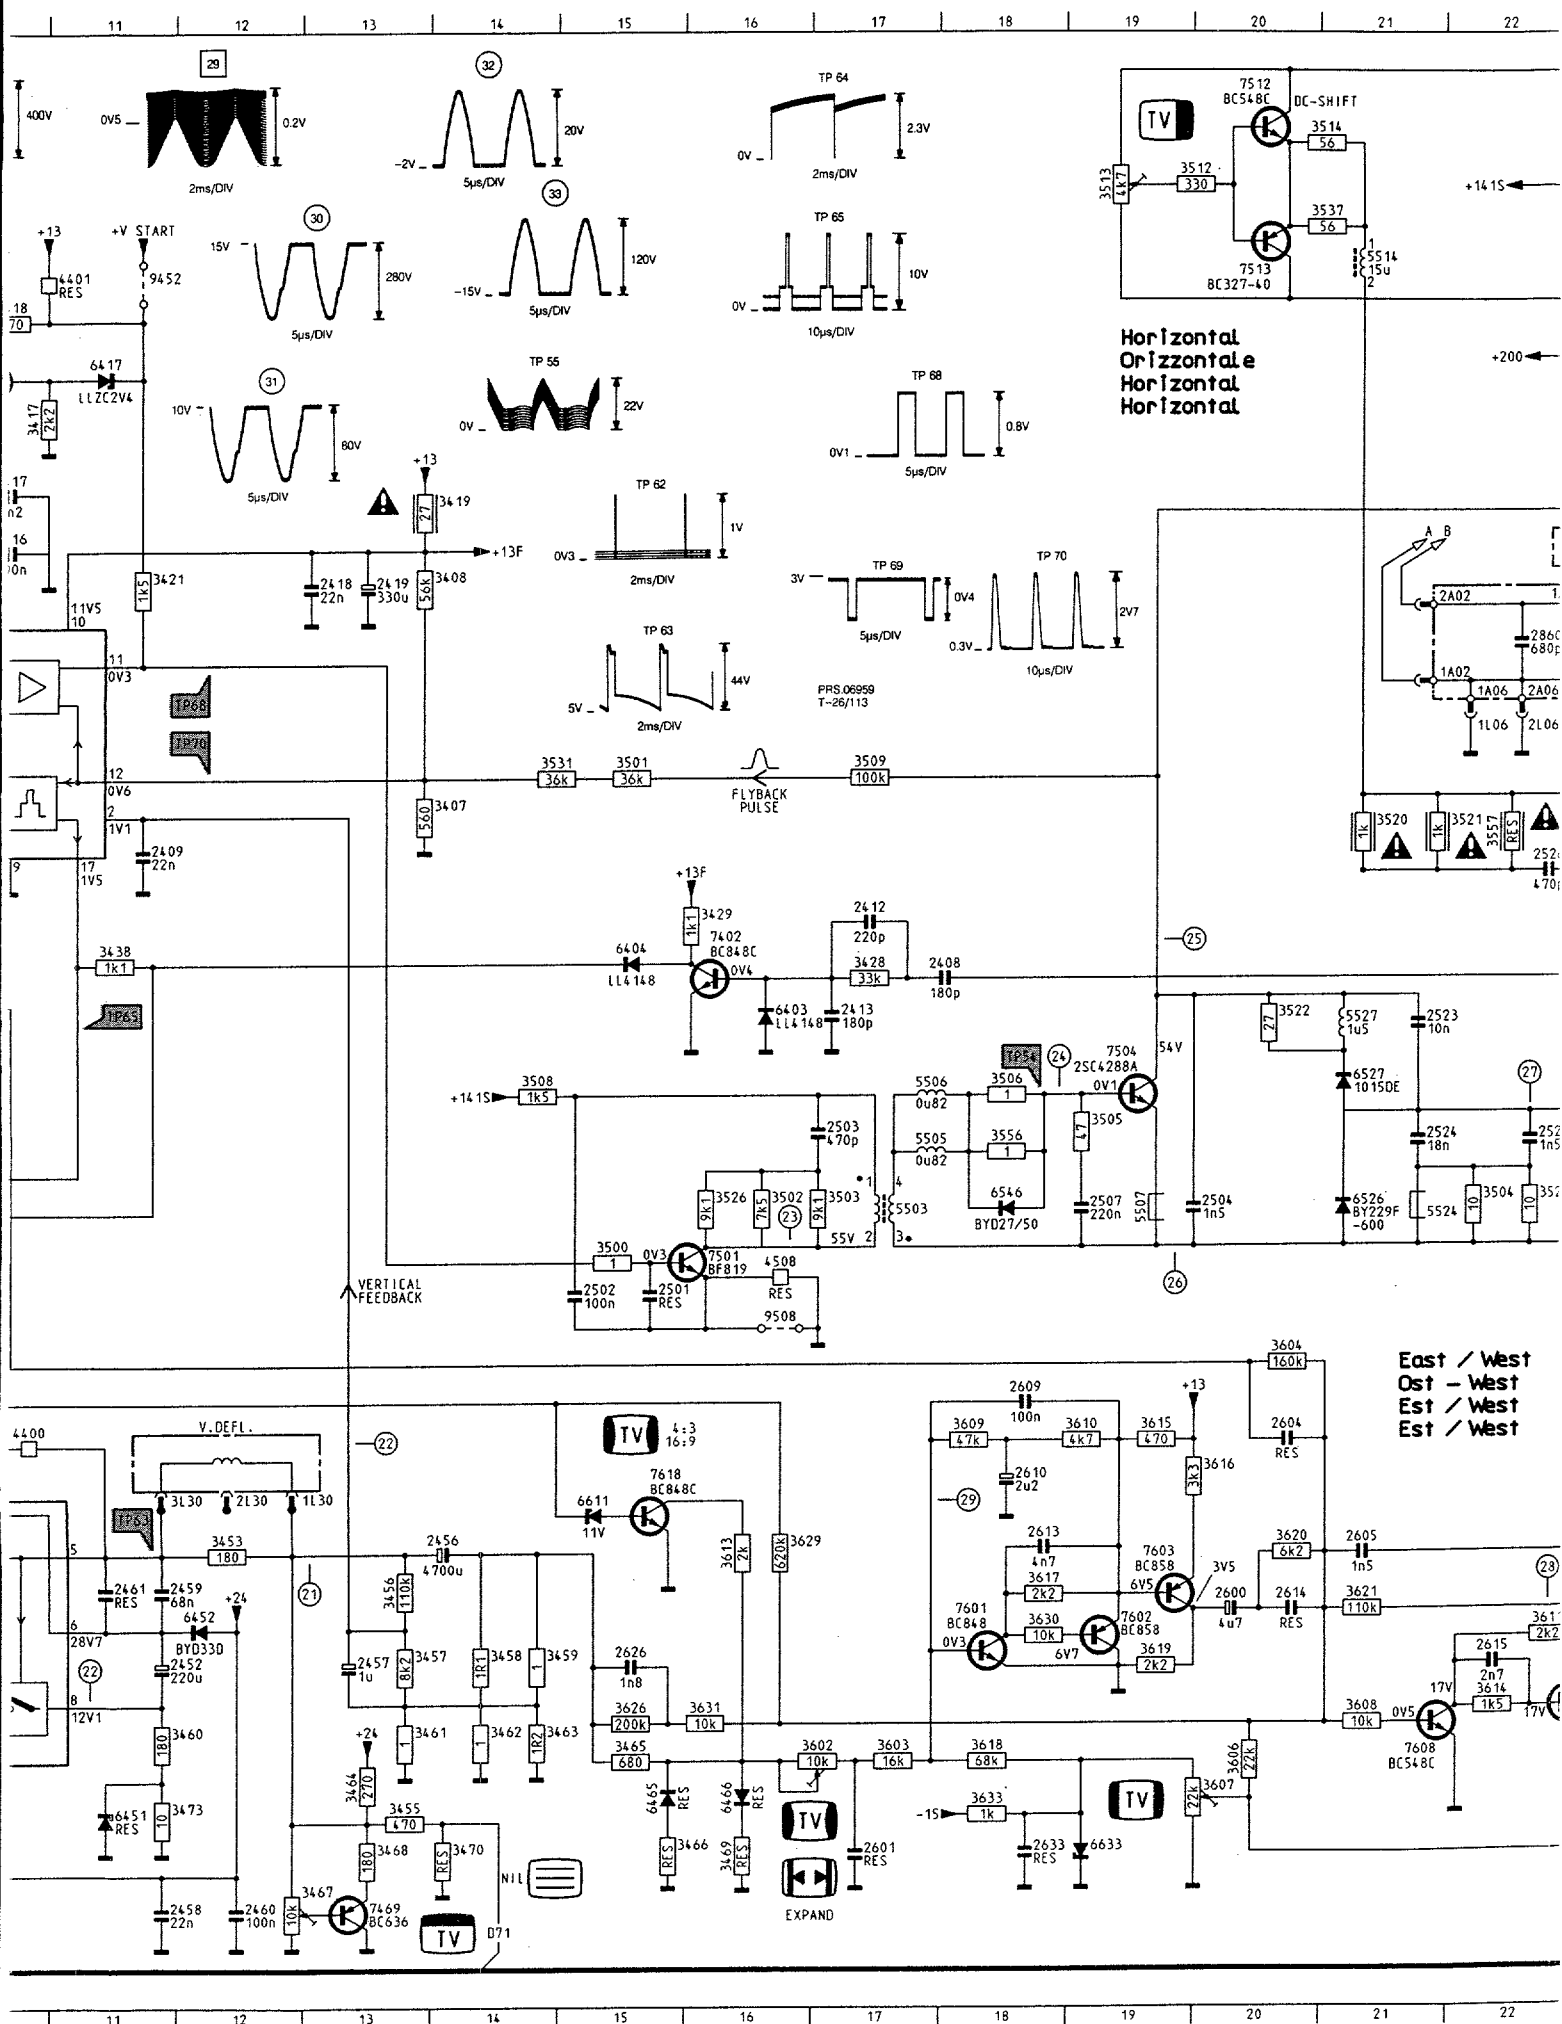 11 12 13 14 15 16 17 18 19 20 21 22
400V
29
0V5
0.2V
2ms/DIV
32
20V
-2V
5µs/DIV
TP 64
2.3V
0V
2ms/DIV
TV
7512
BC548C
DC-SHIFT
3514
56
3513
4k7
3512
330
3537
56
7513
BC327-40
1
5514
15u
2
+141S
+13
4401
RES
+V START
9452
30
15V
280V
5µs/DIV
33
120V
-15V
5µs/DIV
TP 65
10V
0V
10µs/DIV
18
70
Horizontal
Orizzontale
Horizontal
Horizontal
+200
6417
LLZC2V4
3417
2k2
31
10V
80V
5µs/DIV
TP 55
22V
0V
TP 68
0.8V
0V1
5µs/DIV
17
n2
16
+13
3419
27
TP 62
1V
0V3
2ms/DIV
+13F
3421
1k5
2418
22n
2419
330u
3408
56k
TP 69
3V
0V4
5µs/DIV
TP 70
2V7
0.3V
10µs/DIV
A B
2A02
1A02
1A06
2A06
1L06
2L06
680p
11V5
10
11
0V3
TP68
TP70
TP 63
44V
5V
2ms/DIV
PRS.06959
T-26/113
12
0V6
2
1V1
3531
36k
3501
36k
FLYBACK
PULSE
3509
100k
3407
560
9
17
1V5
2409
22n
3520
1k
3521
1k
3557
RES
+13F
3429
1k1
7402
BC848C
0V4
2412
220p
3428
33k
2408
180p
25
3438
1k1
6404
LL4148
6403
LL4148
2413
180p
TP65
3522
27
5527
1u5
2523
10n
TP54
24
7504
2SC4288A
54V
0V1
6527
1015DE
27
+141S
3508
1k5
2503
470p
5506
0u82
3506
1
5505
0u82
3556
1
3505
47
2524
18n
1n5
3526
9k1
3502
7k5
3503
9k1
23
1
4
5503
2
3
55V
6546
BYD27/50
2507
220n
5507
2504
1n5
6526
BY229F
-600
5524
3504
10
10
26
3500
1
0V3
7501
BF819
4508
RES
2502
100n
2501
RES
9508
VERTICAL
FEEDBACK
3604
160k
East / West
Ost - West
Est / West
Est / West
4400
V.DEFL.
22
TV
4:3
16:9
2609
100n
3609
47k
3610
4k7
3615
470
+13
2604
RES
3616
3k3
2610
2u2
29
3L30
2L30
1L30
TP63
7618
BC848C
6611
11V
3613
2k
3629
620k
5
3453
180
2456
4700u
21
2461
RES
2459
68n
3456
110k
2613
4n7
3617
2k2
7603
BC858
3V5
6V5
3620
6k2
2605
1n5
28
6
28V7
6452
BYD33D
+24
2600
4u7
2614
RES
3621
110k
7601
BC848
0V3
3630
10k
7602
BC858
6V7
3619
2k2
22
2452
220u
2457
1u
3457
8k2
3458
1R1
3459
1
2626
1n8
2k2
2615
2n7
3614
1k5
17V
17V
8
12V1
3460
180
3461
1
3462
1
3463
1R2
3626
200k
3631
10k
3608
10k
0V5
7608
BC548C
+24
3465
680
3602
10k
3603
16k
3618
68k
3606
22k
3464
270
6465
RES
6466
RES
TV
-15
3633
1k
TV
3607
22k
6451
RES
3473
10
3455
470
3468
180
3470
RES
3466
RES
3469
RES
2601
RES
2633
RES
6633
NIL
EXPAND
3467
10k
7469
BC636
TV
D71
2458
22n
2460
100n
11 12 13 14 15 16 17 18 19 20 21 22